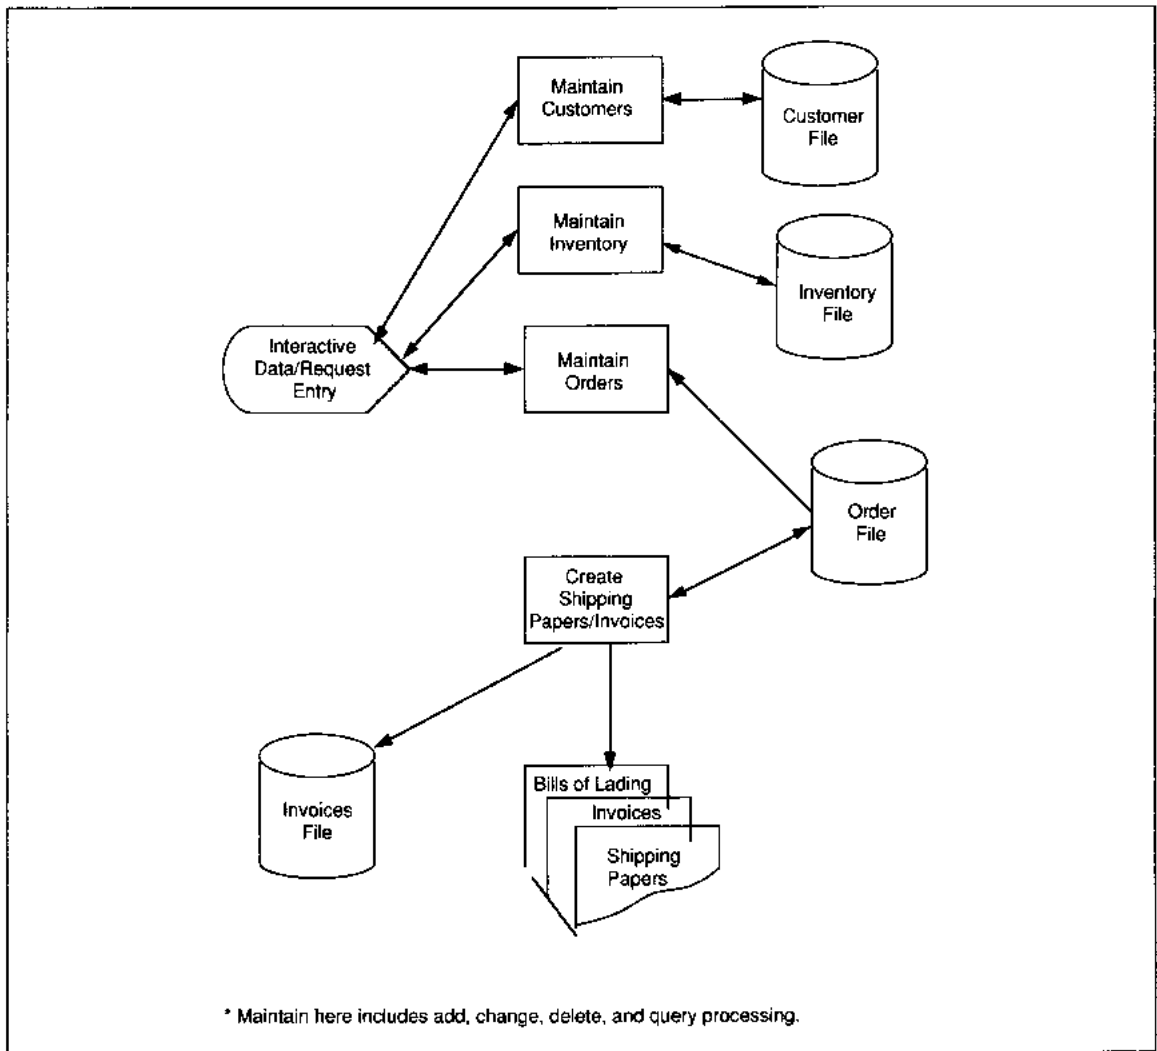 Maintain
Customers
Customer
File
Maintain
Inventory
Inventory
File
Interactive
Data/Request
Entry
Maintain
Orders
Order
File
Create
Shipping
Papers/Invoices
Invoices
File
Bills of Lading
Invoices
Shipping
Papers
* Maintain here includes add, change, delete, and query processing.